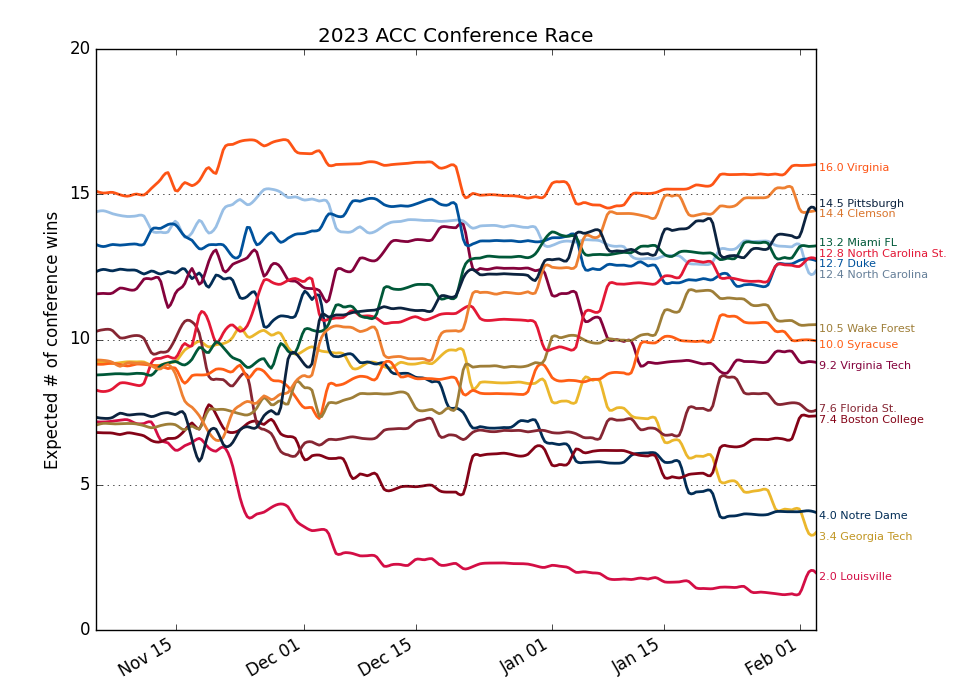 2023 ACC Conference Race
Expected # of conference wins
20
15
10
5
0
Nov 15
Dec 01
Dec 15
Jan 01
Jan 15
Feb 01
16.0 Virginia
14.5 Pittsburgh
14.4 Clemson
13.2 Miami FL
12.8 North Carolina St.
12.7 Duke
12.4 North Carolina
10.5 Wake Forest
10.0 Syracuse
9.2 Virginia Tech
7.6 Florida St.
7.4 Boston College
4.0 Notre Dame
3.4 Georgia Tech
2.0 Louisville